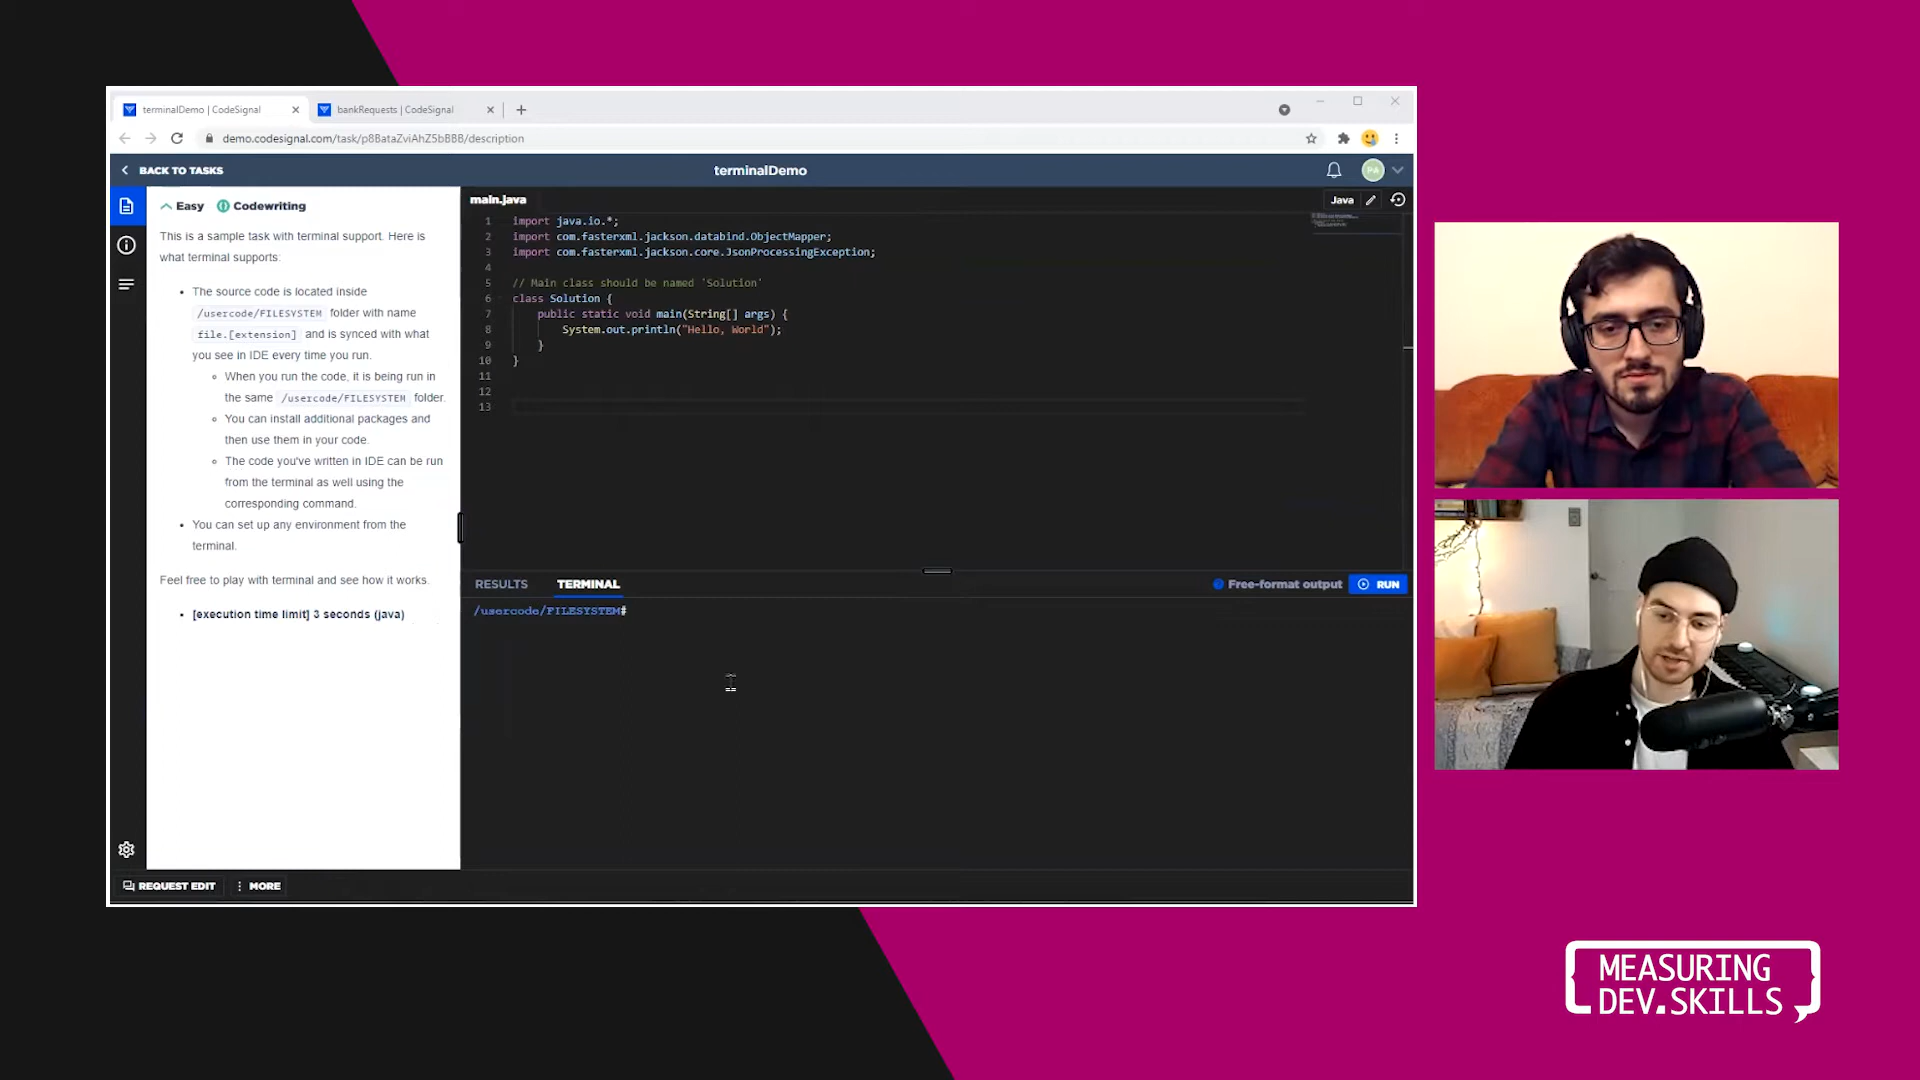 terminalDemo | CodeSignal
bankRequests | CodeSignal
demo.codesignal.com/task/p8BataZviAhZ5bBBB/description
BACK TO TASKS
terminalDemo
PA
Easy
Codewriting
This is a sample task with terminal support. Here is
what terminal supports:
The source code is located inside
/usercode/FILESYSTEM folder with name
file.[extension] and is synced with what
you see in IDE every time you run.
When you run the code, it is being run in
the same /usercode/FILESYSTEM folder.
You can install additional packages and
then use them in your code.
The code you've written in IDE can be run
from the terminal as well using the
corresponding command.
You can set up any environment from the
terminal.
Feel free to play with terminal and see how it works.
[execution time limit] 3 seconds (java)
REQUEST EDIT
MORE
main.java
Java
1 import java.io.*;
2 import com.fasterxml.jackson.databind.ObjectMapper;
3 import com.fasterxml.jackson.core.JsonProcessingException;
4
5 // Main class should be named 'Solution'
6 class Solution {
7 public static void main(String[] args) {
8 System.out.println("Hello, World");
9 }
10 }
11
12
13
RESULTS
TERMINAL
Free-format output
RUN
/usercode/FILESYSTEM#
MEASURING
DEV.SKILLS